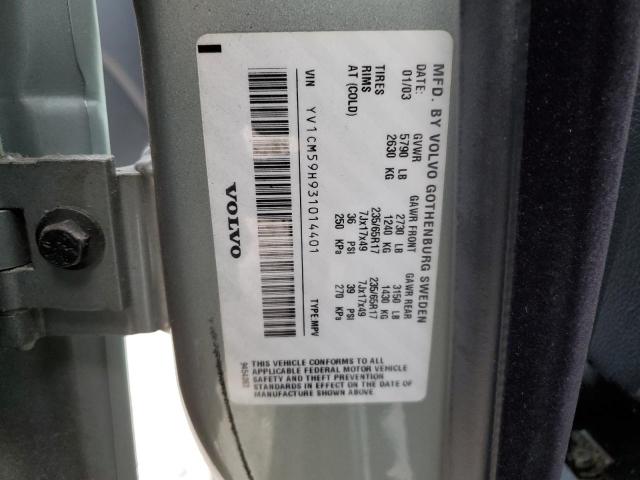 MFD. BY VOLVO GOTHENBURG SWEDEN
DATE: GVWR GAWR FRONT GAWR REAR
01/03 5790 LB 2730 LB 3150 LB
2630 KG 1240 KG 1430 KG
TIRES 235/65R17 235/65R17
RIMS 7Jx17x49 7Jx17x49
AT (COLD) 36 PSI 39 PSI
250 KPa 270 KPa
VIN YV1CM59H931014401 TYPE:MPV
VOLVO
THIS VEHICLE CONFORMS TO ALL
APPLICABLE FEDERAL MOTOR VEHICLE
SAFETY AND THEFT PREVENTION
STANDARDS IN EFFECT ON THE DATE OF
MANUFACTURE SHOWN ABOVE.